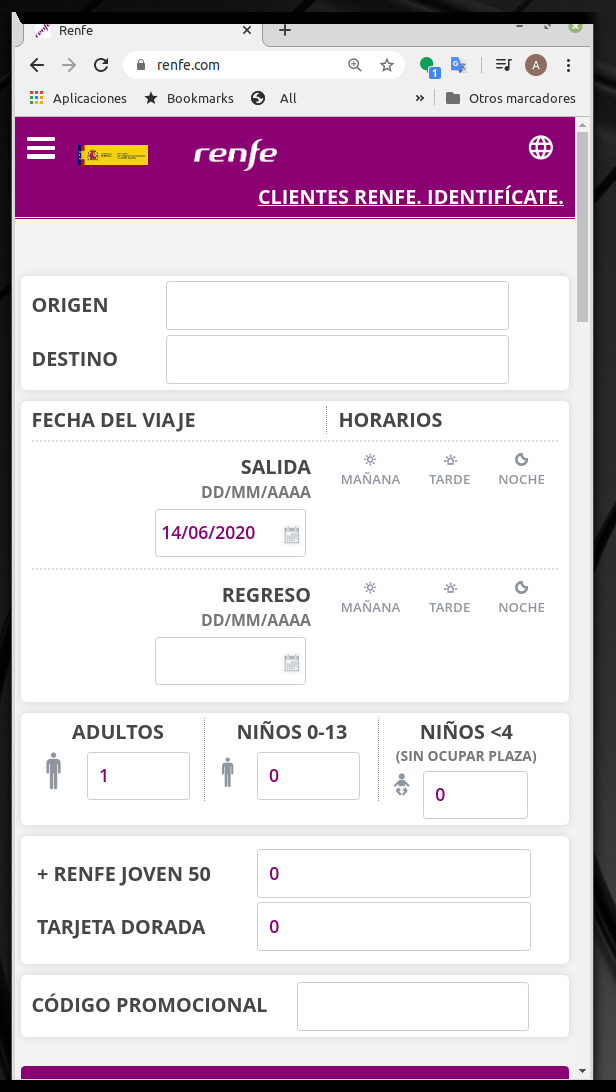 renfe Renfe
renfe.com
1
A
Aplicaciones Bookmarks All » Otros marcadores
renfe
CLIENTES RENFE. IDENTIFÍCATE.
ORIGEN
DESTINO
FECHA DEL VIAJE HORARIOS
SALIDA
DD/MM/AAAA
MAÑANA TARDE NOCHE
14/06/2020
REGRESO
DD/MM/AAAA
MAÑANA TARDE NOCHE
ADULTOS NIÑOS 0-13 NIÑOS <4
(SIN OCUPAR PLAZA)
1 0 0
+ RENFE JOVEN 50 0
TARJETA DORADA 0
CÓDIGO PROMOCIONAL